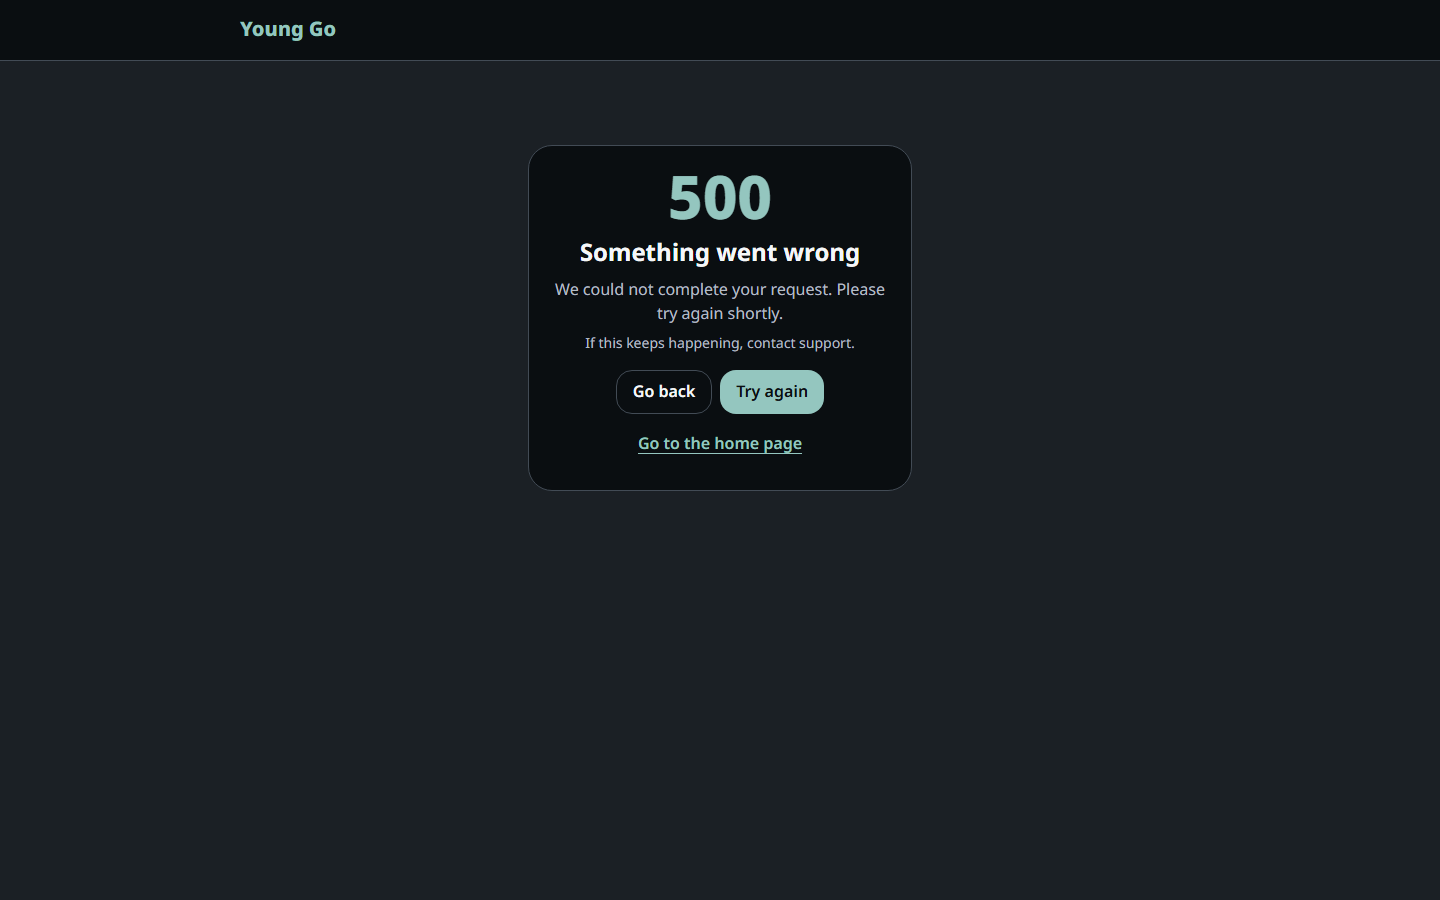 Young Go
500
Something went wrong
We could not complete your request. Please
try again shortly.
If this keeps happening, contact support.
Go back
Try again
Go to the home page